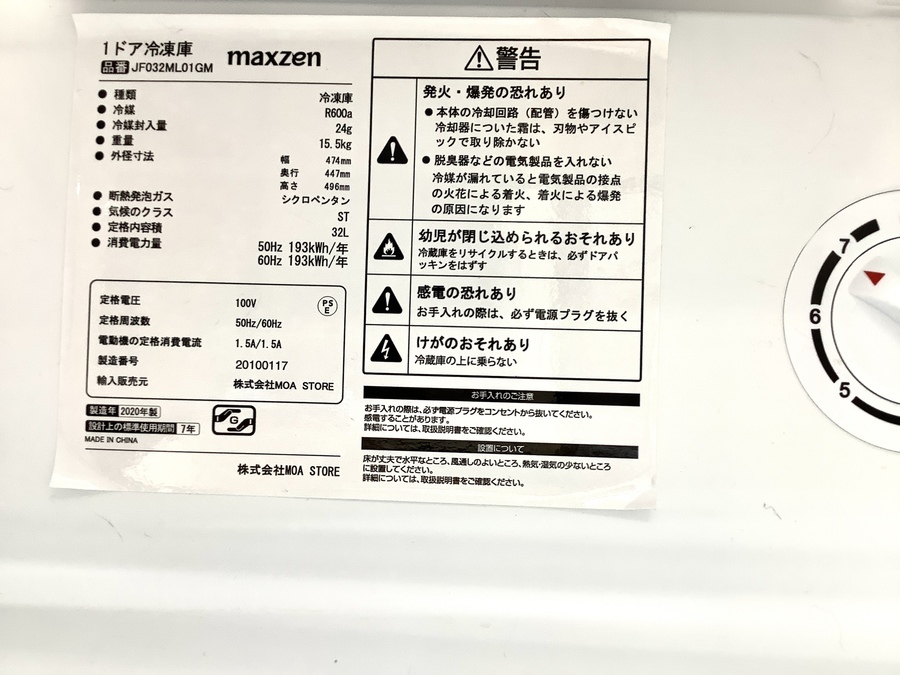 1ドア冷凍庫 maxzen
品番 JF032ML01GM
● 種類 冷凍庫
● 冷媒 R600a
● 冷媒封入量 24g
● 重量 15.5kg
● 外径寸法 幅 474mm
奥行 447mm
高さ 496mm
● 断熱発泡ガス シクロペンタン
● 気候のクラス ST
● 定格内容積 32L
● 消費電力量 50Hz 193kWh/年
60Hz 193kWh/年
定格電圧 100V
PSE
定格周波数 50Hz/60Hz
電動機の定格消費電流 1.5A/1.5A
製造番号 20100117
輸入販売元 株式会社MOA STORE
製造年 2020年製
設計上の標準使用期間 7年
G
MADE IN CHINA
株式会社MOA STORE
警告
発火・爆発の恐れあり
● 本体の冷却回路（配管）を傷つけない
冷却器についた霜は、刃物やアイスピ
ックで取り除かない
● 脱臭器などの電気製品を入れない
冷媒が漏れていると電気製品の接点
の火花による着火、着火による爆発
の原因になります
幼児が閉じ込められるおそれあり
冷蔵庫をリサイクルするときは、必ずドアパ
ッキンをはずす
感電の恐れあり
お手入れの際は、必ず電源プラグを抜く
けがのおそれあり
冷蔵庫の上に乗らない
お手入れのご注意
お手入れの際は、必ず電源プラグをコンセントから抜いてください。
感電することがあります。
詳細については、取扱説明書をご確認ください。
設置について
床が丈夫で水平なところ、風通しのよいところ、熱気・湿気の少ないところ
に設置してください。
詳細については、取扱説明書をご確認ください。
7
6
5